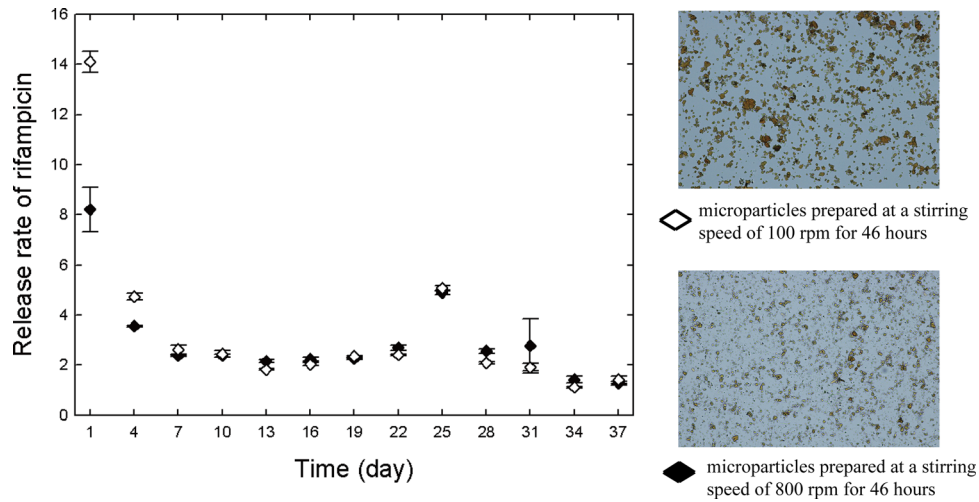 16
14
12
10
8
6
4
2
0
Release rate of rifampicin
1 4 7 10 13 16 19 22 25 28 31 34 37
Time (day)
microparticles prepared at a stirring
speed of 100 rpm for 46 hours
microparticles prepared at a stirring
speed of 800 rpm for 46 hours